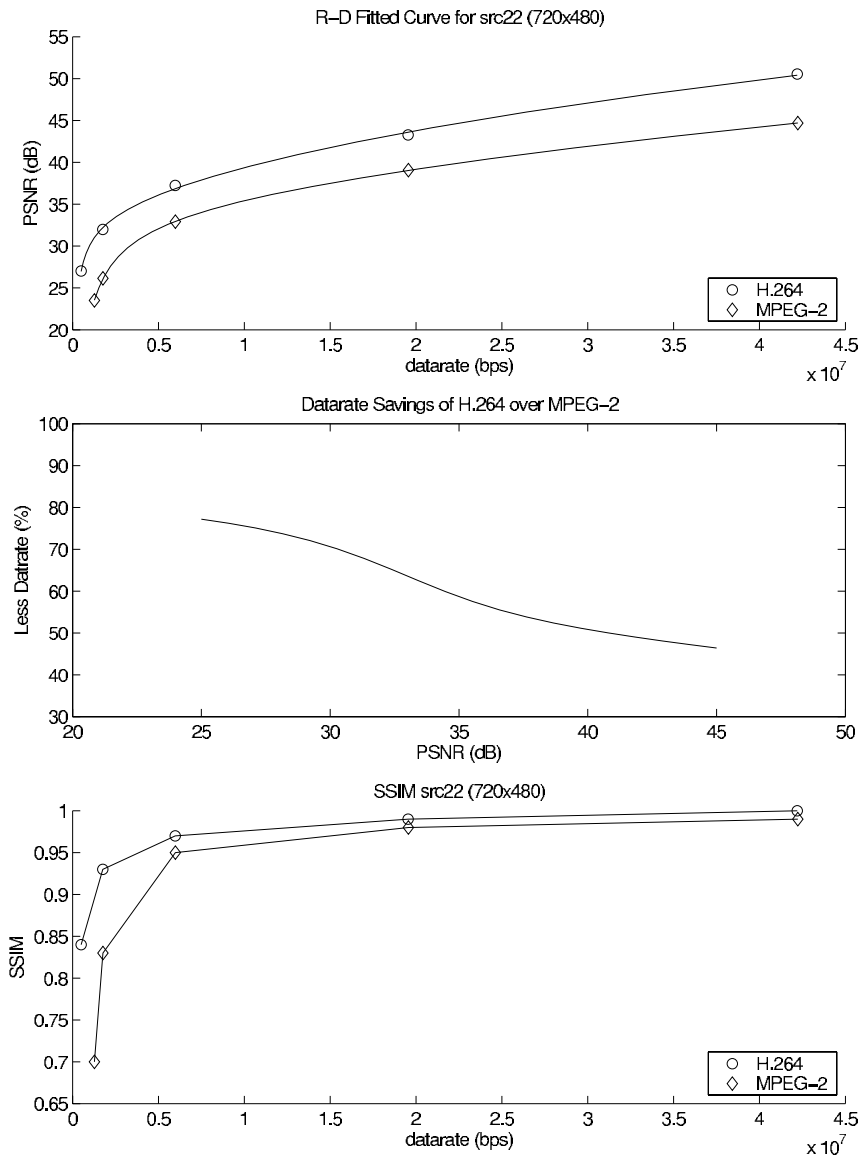 R-D Fitted Curve for src22 (720x480)
PSNR (dB)
55
50
45
40
35
30
25
20
H.264
MPEG-2
0 0.5 1 1.5 2 2.5 3 3.5 4 4.5
datarate (bps)
x 10^7
Datarate Savings of H.264 over MPEG-2
Less Datrate (%)
100
90
80
70
60
50
40
30
20 25 30 35 40 45 50
PSNR (dB)
SSIM src22 (720x480)
SSIM
1
0.95
0.9
0.85
0.8
0.75
0.7
0.65
H.264
MPEG-2
0 0.5 1 1.5 2 2.5 3 3.5 4 4.5
datarate (bps)
x 10^7